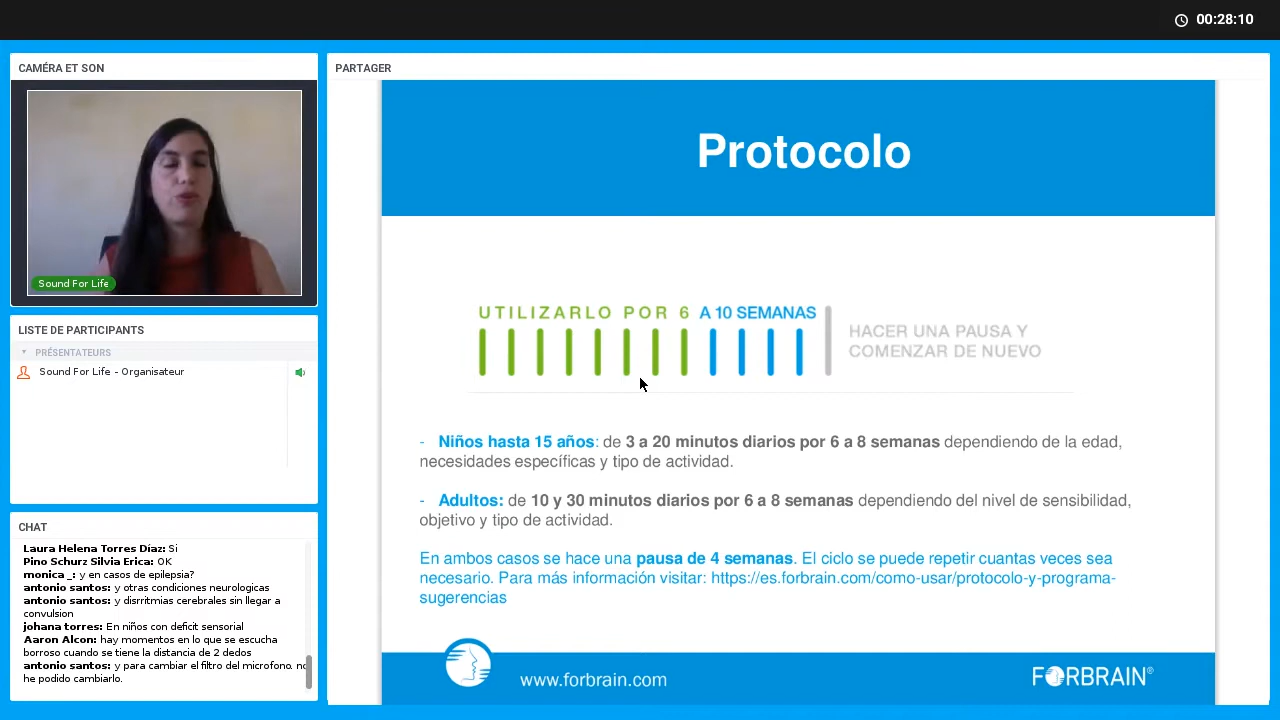 00:28:10
CAMÉRA ET SON
Sound For Life
LISTE DE PARTICIPANTS
PRÉSENTATEURS
Sound For Life - Organisateur
CHAT
Laura Helena Torres Díaz: Si
Pino Schurz Silvia Erica: OK
monica _: y en casos de epilepsia?
antonio santos: y otras condiciones neurologicas
antonio santos: y disrritmias cerebrales sin llegar a
convulsion
johana torres: En niños con deficit sensorial
Aaron Alcon: hay momentos en lo que se escucha
borroso cuando se tiene la distancia de 2 dedos
antonio santos: y para cambiar el filtro del microfono. no
he podido cambiarlo.
PARTAGER
Protocolo
UTILIZARLO POR 6 A 10 SEMANAS
HACER UNA PAUSA Y
COMENZAR DE NUEVO
- Niños hasta 15 años: de 3 a 20 minutos diarios por 6 a 8 semanas dependiendo de la edad,
necesidades específicas y tipo de actividad.
- Adultos: de 10 y 30 minutos diarios por 6 a 8 semanas dependiendo del nivel de sensibilidad,
objetivo y tipo de actividad.
En ambos casos se hace una pausa de 4 semanas. El ciclo se puede repetir cuantas veces sea
necesario. Para más información visitar: https://es.forbrain.com/como-usar/protocolo-y-programa-
sugerencias
www.forbrain.com
FORBRAIN®